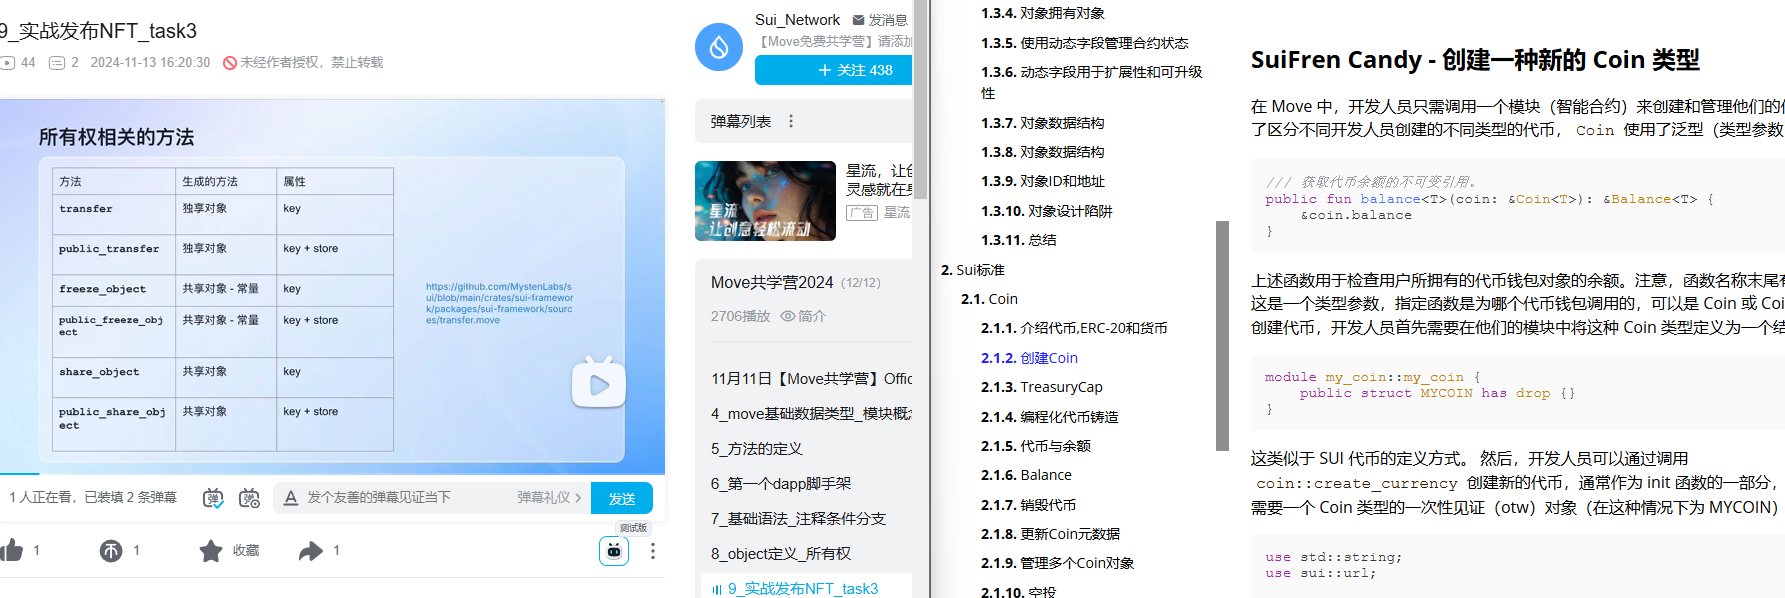 9_实战发布NFT_task3
44 2 2024-11-13 16:20:30 未经作者授权，禁止转载
所有权相关的方法
方法 生成的方法 属性
transfer 独享对象 key
public_transfer 独享对象 key + store
freeze_object 共享对象 - 常量 key
public_freeze_obj
ect 共享对象 - 常量 key + store
share_object 共享对象 key
public_share_obj
ect 共享对象 key + store
https://github.com/MystenLabs/s
ui/blob/main/crates/sui-framewor
k/packages/sui-framework/sourc
es/transfer.move
1 人正在看，已装填 2 条弹幕
弹 弹
A 发个友善的弹幕见证当下 弹幕礼仪 > 发送
1 币 1 收藏 1 测试版
Sui_Network 发消息
【Move免费共学营】请添加
+ 关注 438
弹幕列表
星流
让创意轻松流动
星流，让创
灵感就在身
广告 星流
Move共学营2024 (12/12)
2706播放 简介
11月11日【Move共学营】Offic
4_move基础数据类型_模块概念
5_方法的定义
6_第一个dapp脚手架
7_基础语法_注释条件分支
8_object定义_所有权
9_实战发布NFT_task3
1.3.4. 对象拥有对象
1.3.5. 使用动态字段管理合约状态
1.3.6. 动态字段用于扩展性和可升级
性
1.3.7. 对象数据结构
1.3.8. 对象数据结构
1.3.9. 对象ID和地址
1.3.10. 对象设计陷阱
1.3.11. 总结
2. Sui标准
2.1. Coin
2.1.1. 介绍代币,ERC-20和货币
2.1.2. 创建Coin
2.1.3. TreasuryCap
2.1.4. 编程化代币铸造
2.1.5. 代币与余额
2.1.6. Balance
2.1.7. 销毁代币
2.1.8. 更新Coin元数据
2.1.9. 管理多个Coin对象
2.1.10. 空投
SuiFren Candy - 创建一种新的 Coin 类型
在 Move 中，开发人员只需调用一个模块（智能合约）来创建和管理他们的代
了区分不同开发人员创建的不同类型的代币， Coin 使用了泛型（类型参数
/// 获取代币余额的不可变引用。
public fun balance<T>(coin: &Coin<T>): &Balance<T> {
&coin.balance
}
上述函数用于检查用户所拥有的代币钱包对象的余额。注意，函数名称末尾有
这是一个类型参数，指定函数是为哪个代币钱包调用的，可以是 Coin 或 Coi
创建代币，开发人员首先需要在他们的模块中将这种 Coin 类型定义为一个结
module my_coin::my_coin {
public struct MYCOIN has drop {}
}
这类似于 SUI 代币的定义方式。 然后，开发人员可以通过调用
coin::create_currency 创建新的代币，通常作为 init 函数的一部分，
需要一个 Coin 类型的一次性见证（otw）对象（在这种情况下为 MYCOIN）
use std::string;
use sui::url;